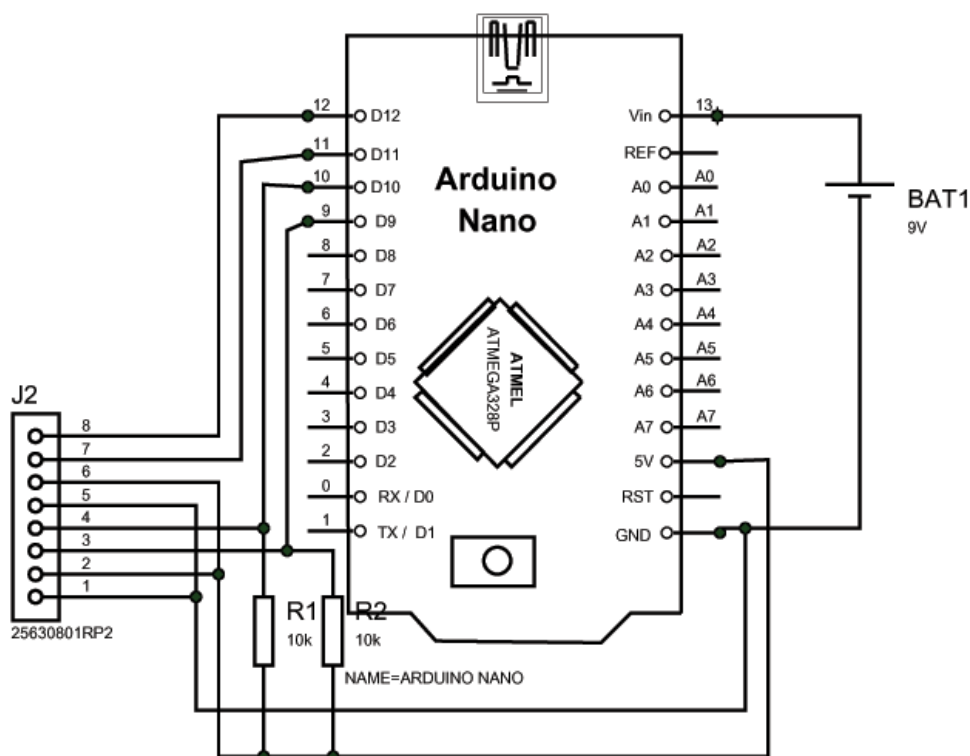 12 D12
11 D11
10 D10
9 D9
8 D8
7 D7
6 D6
5 D5
4 D4
3 D3
2 D2
0 RX / D0
1 TX / D1
Arduino
Nano
ATMEL
ATMEGA328P
Vin 13
REF
A0 A0
A1 A1
A2 A2
A3 A3
A4 A4
A5 A5
A6 A6
A7 A7
5V
RST
GND
BAT1
9V
J2
8
7
6
5
4
3
2
1
25630801RP2
R1
10k
R2
10k
NAME=ARDUINO NANO